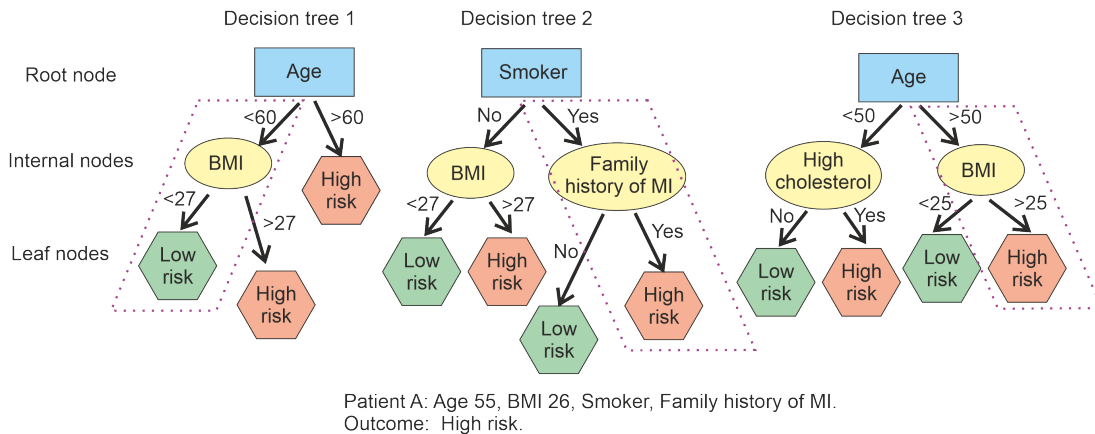 Decision tree 1
Decision tree 2
Decision tree 3
Root node
Age
Smoker
Age
<60
>60
No
Yes
<50
>50
Internal nodes
BMI
High
risk
BMI
Family
history of MI
High
cholesterol
BMI
<27
>27
<27
>27
No
Yes
No
Yes
<25
>25
Leaf nodes
Low
risk
High
risk
Low
risk
High
risk
Low
risk
High
risk
Low
risk
High
risk
Low
risk
High
risk
Patient A: Age 55, BMI 26, Smoker, Family history of MI.
Outcome: High risk.